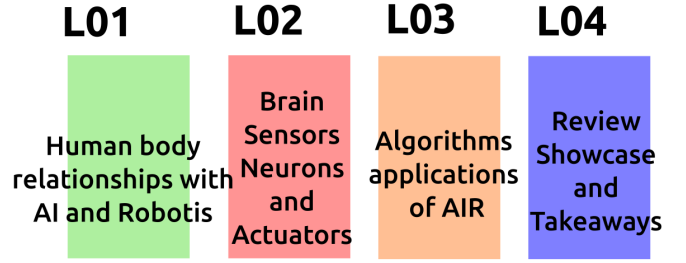 L01
Human body
relationships with
AI and Robotis
L02
Brain
Sensors
Neurons
and
Actuators
L03
Algorithms
applications
of AIR
L04
Review
Showcase
and
Takeaways